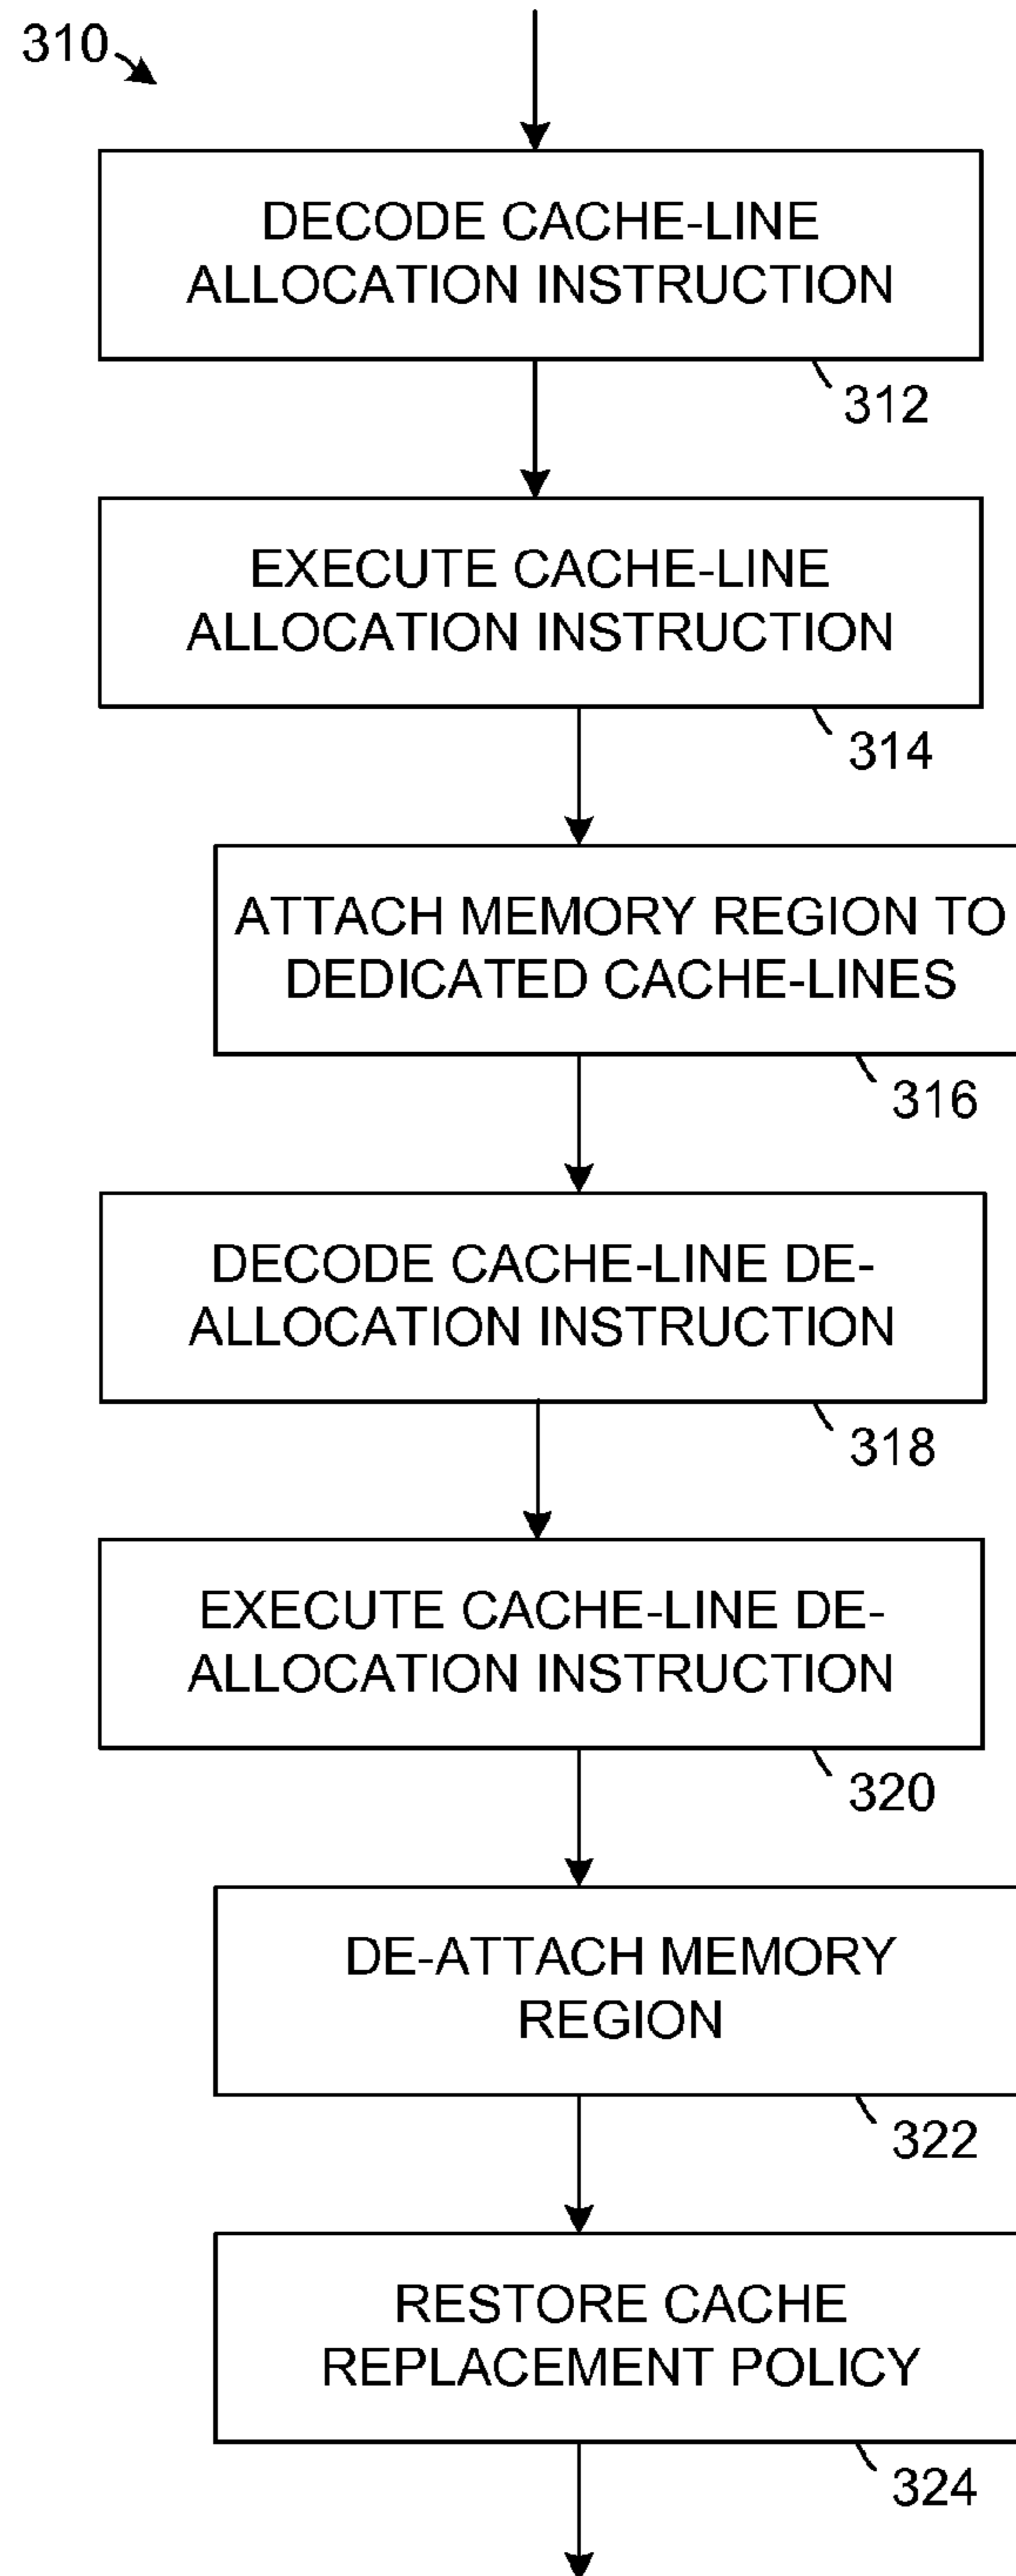 310
DECODE CACHE-LINE
ALLOCATION INSTRUCTION
312
EXECUTE CACHE-LINE
ALLOCATION INSTRUCTION
314
ATTACH MEMORY REGION TO
DEDICATED CACHE-LINES
316
DECODE CACHE-LINE DE-
ALLOCATION INSTRUCTION
318
EXECUTE CACHE-LINE DE-
ALLOCATION INSTRUCTION
320
DE-ATTACH MEMORY
REGION
322
RESTORE CACHE
REPLACEMENT POLICY
324